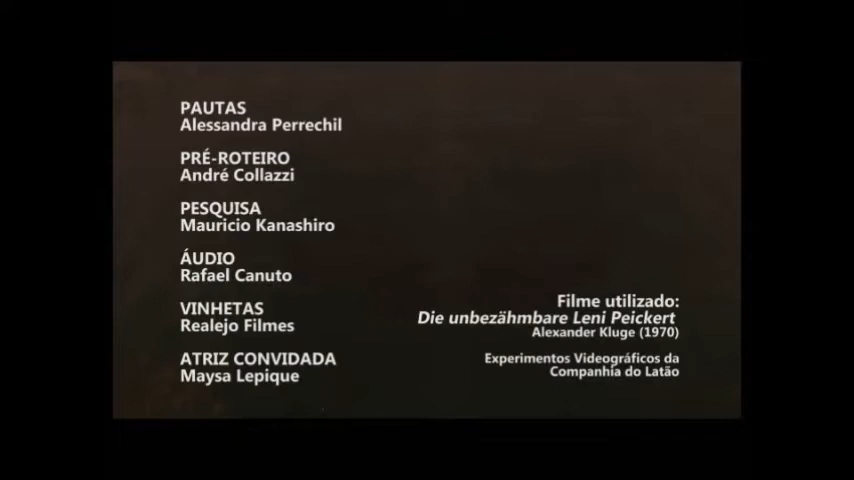 PAUTAS
Alessandra Perrechil
PRÉ-ROTEIRO
André Collazzi
PESQUISA
Mauricio Kanashiro
ÁUDIO
Rafael Canuto
VINHETAS
Realejo Filmes
ATRIZ CONVIDADA
Maysa Lepique
Filme utilizado:
Die unbezähmbare Leni Peickert
Alexander Kluge (1970)
Experimentos Videográficos da
Companhia do Latão